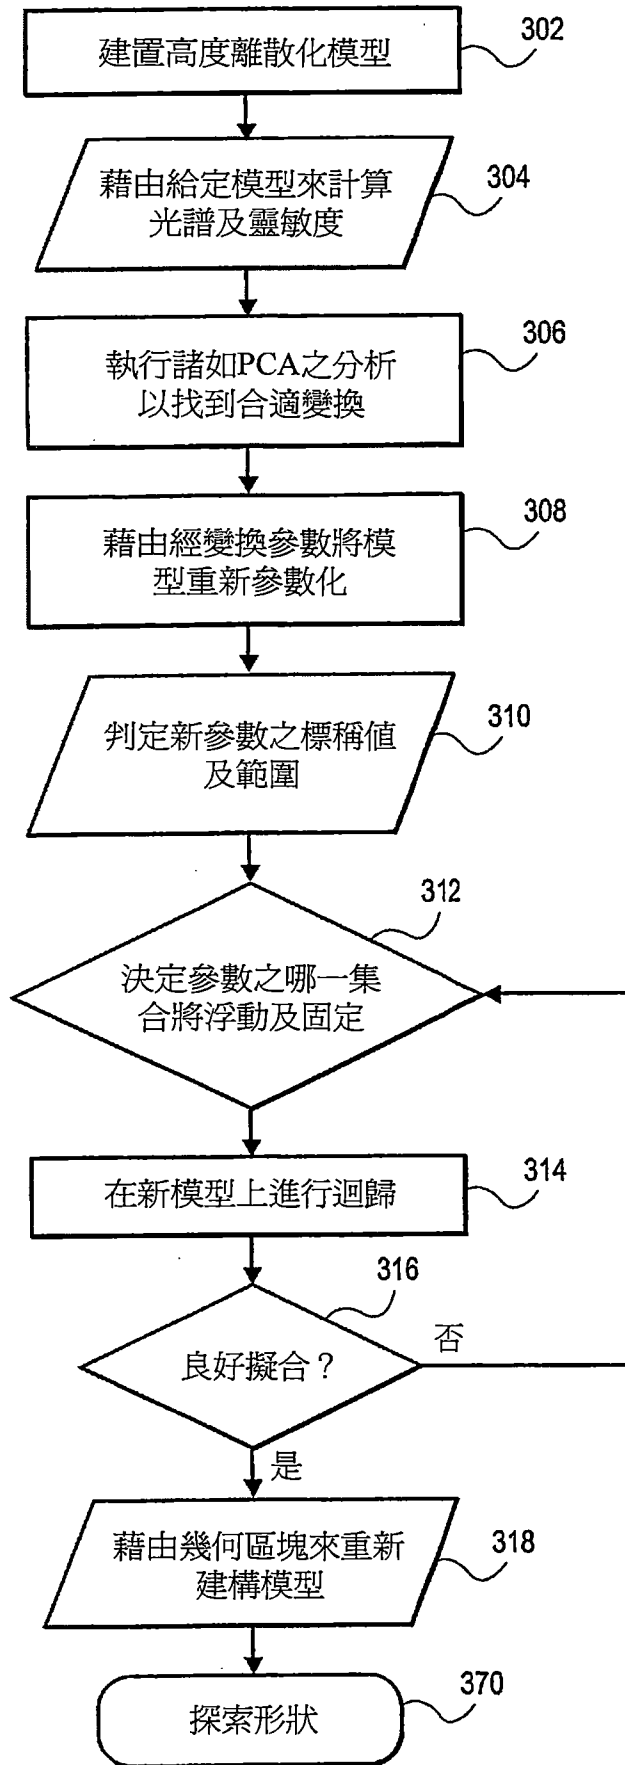 建置高度離散化模型
302
藉由給定模型來計算
光譜及靈敏度
304
執行諸如PCA之分析
以找到合適變換
306
藉由經變換參數將模
型重新參數化
308
判定新參數之標稱值
及範圍
310
312
決定參數之哪一集
合將浮動及固定
在新模型上進行迴歸
314
316
良好擬合？
否
是
藉由幾何區塊來重新
建構模型
318
探索形狀
370